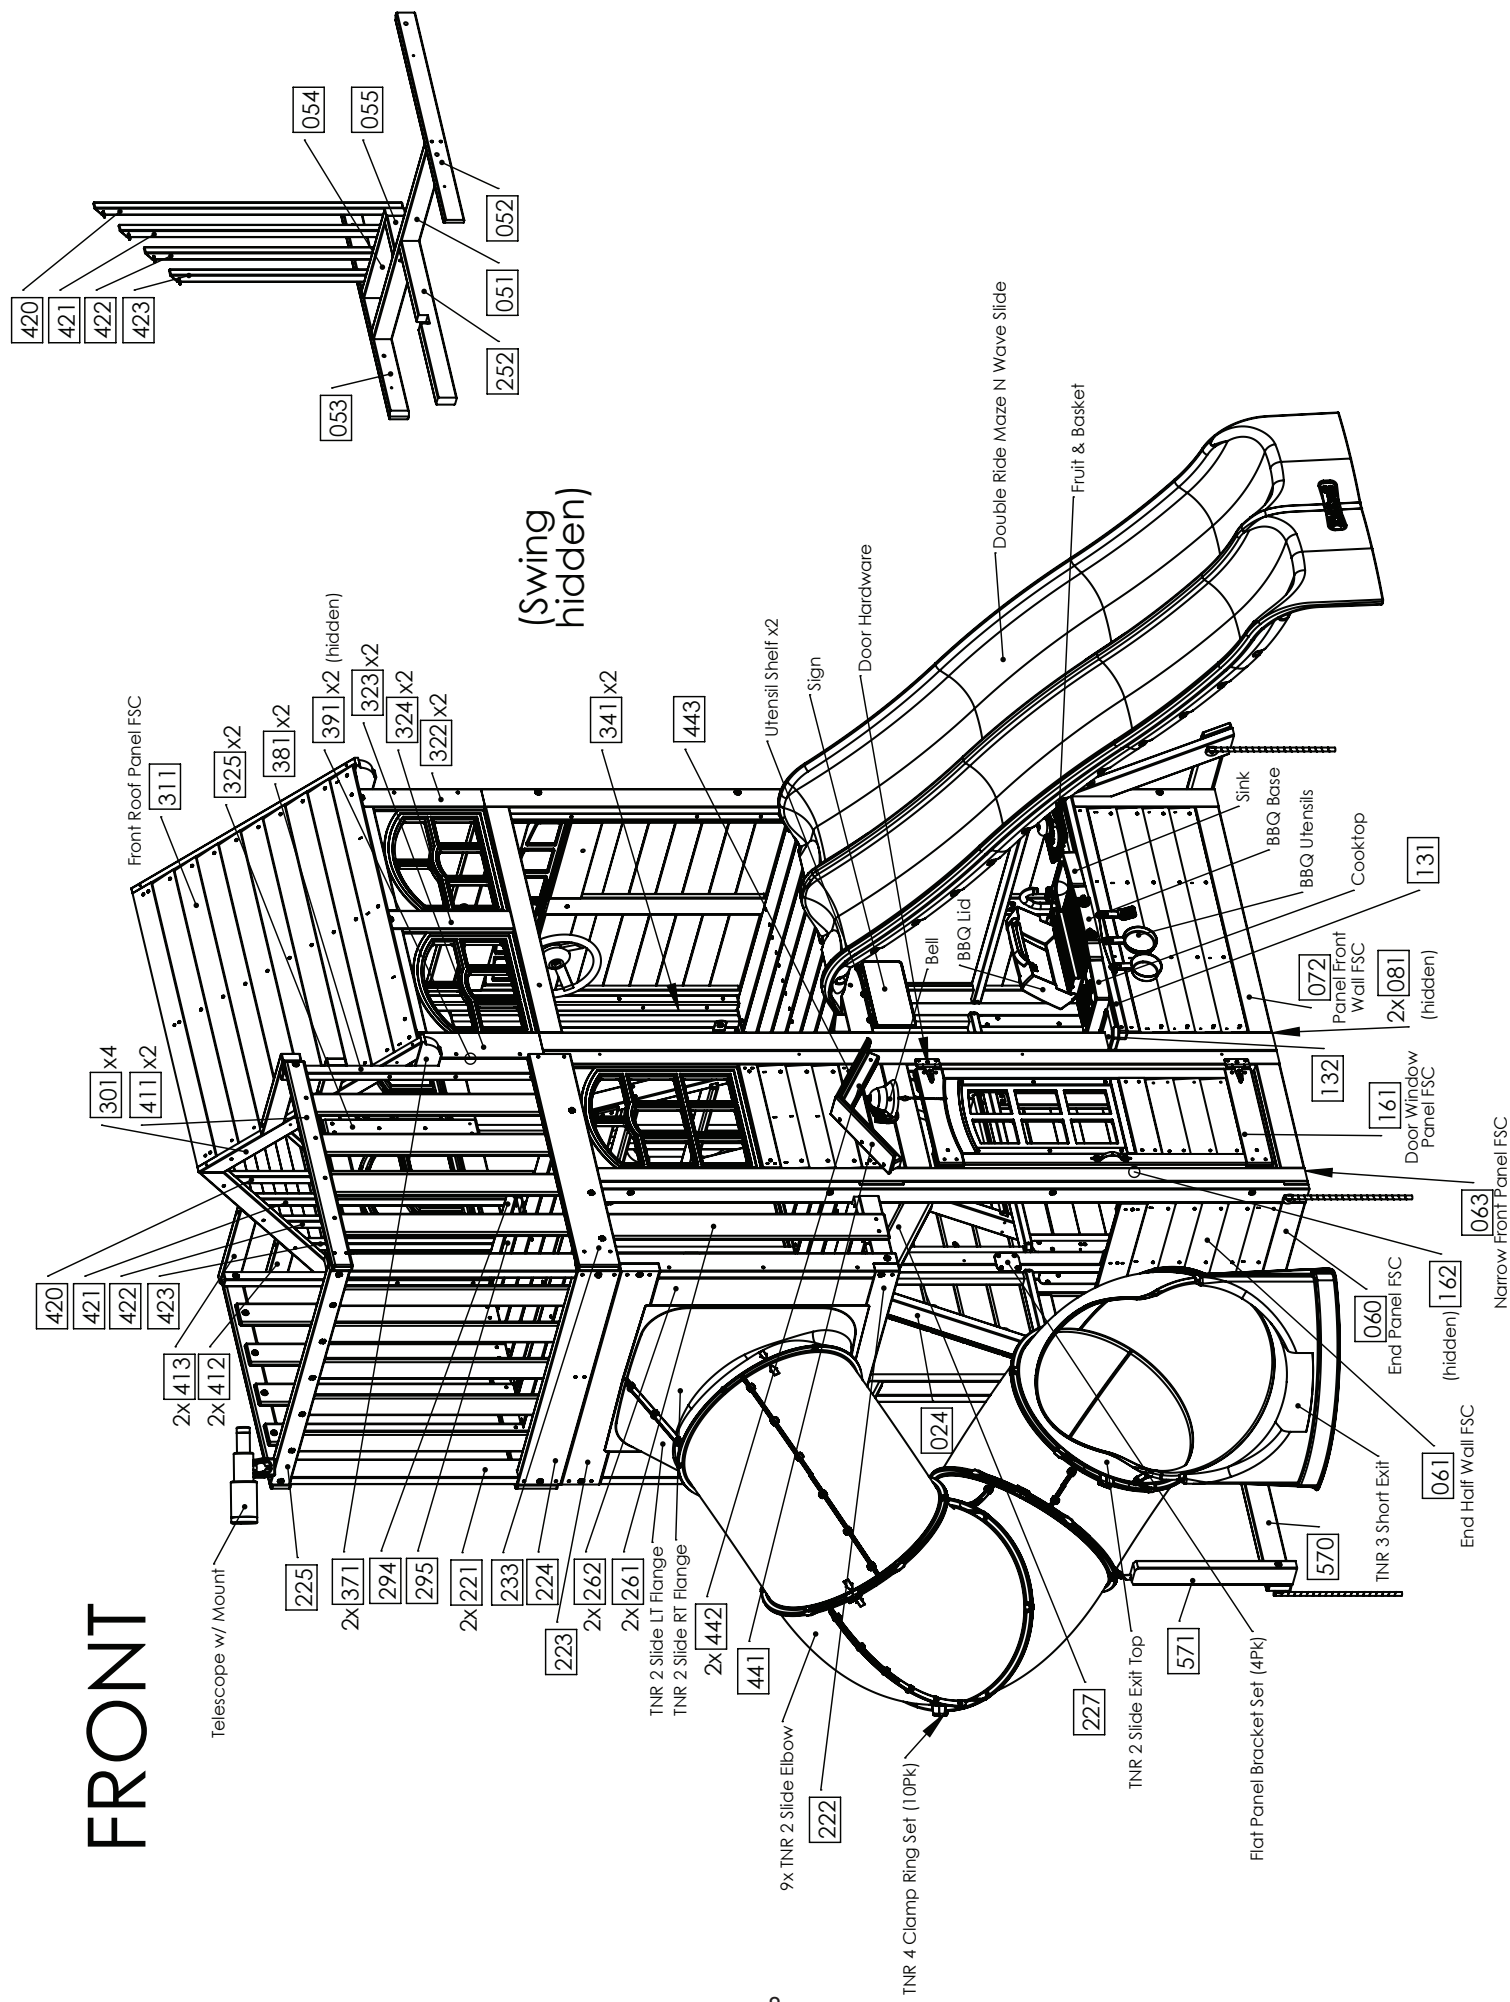 FRONT
Telescope w/ Mount
225
2x 371
294
295
2x 221
233
224
223
2x 262
2x 261
TNR 2 Slide LT Flange
TNR 2 Slide RT Flange
2x 442
441
9x TNR 2 Slide Elbow
222
TNR 4 Clamp Ring Set (10Pk)
227
TNR 2 Slide Exit Top
571
Flat Panel Bracket Set (4Pk)
570
TNR 3 Short Exit
024
061
End Half Wall FSC
060
End Panel FSC
(hidden) 162
063
Narrow Front Panel FSC
161
Door Window
Panel FSC
132
2x 081
(hidden)
072
Panel Front
Wall FSC
131
Cooktop
BBQ Utensils
BBQ Base
Sink
BBQ Lid
Bell
Fruit & Basket
Double Ride Maze N Wave Slide
Door Hardware
Sign
Utensil Shelf x2
443
341 x2
(Swing
hidden)
322 x2
324 x2
323 x2
391 x2 (hidden)
381 x2
325 x2
311
Front Roof Panel FSC
301 x4
411 x2
420
421
422
423
2x 413
2x 412
420
421
422
423
053
252
051
052
054
055